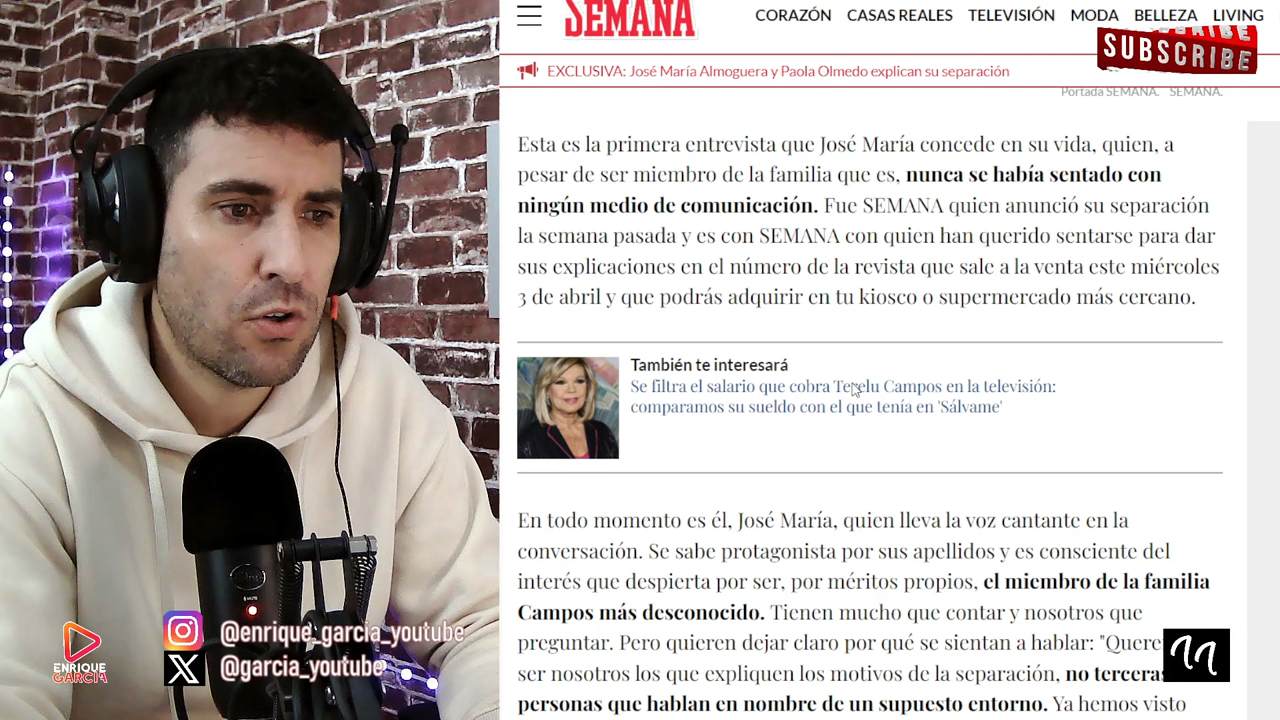 SEMANA
CORAZÓN CASAS REALES TELEVISIÓN MODA BELLEZA LIVING
SUBSCRIBE
EXCLUSIVA: José María Almoguera y Paola Olmedo explican su separación
Portada SEMANA. SEMANA.
Esta es la primera entrevista que José María concede en su vida, quien, a
pesar de ser miembro de la familia que es, nunca se había sentado con
ningún medio de comunicación. Fue SEMANA quien anunció su separación
la semana pasada y es con SEMANA con quien han querido sentarse para dar
sus explicaciones en el número de la revista que sale a la venta este miércoles
3 de abril y que podrás adquirir en tu kiosco o supermercado más cercano.
También te interesará
Se filtra el salario que cobra Terelu Campos en la televisión:
comparamos su sueldo con el que tenía en 'Sálvame'
En todo momento es él, José María, quien lleva la voz cantante en la
conversación. Se sabe protagonista por sus apellidos y es consciente del
interés que despierta por ser, por méritos propios, el miembro de la familia
Campos más desconocido. Tienen mucho que contar y nosotros que
preguntar. Pero quieren dejar claro por qué se sientan a hablar: "Quere
ser nosotros los que expliquen los motivos de la separación, no terceras
personas que hablan en nombre de un supuesto entorno. Ya hemos visto
ENRIQUE
GARCIA
@enrique_garcia_youtube
@garcia_youtube